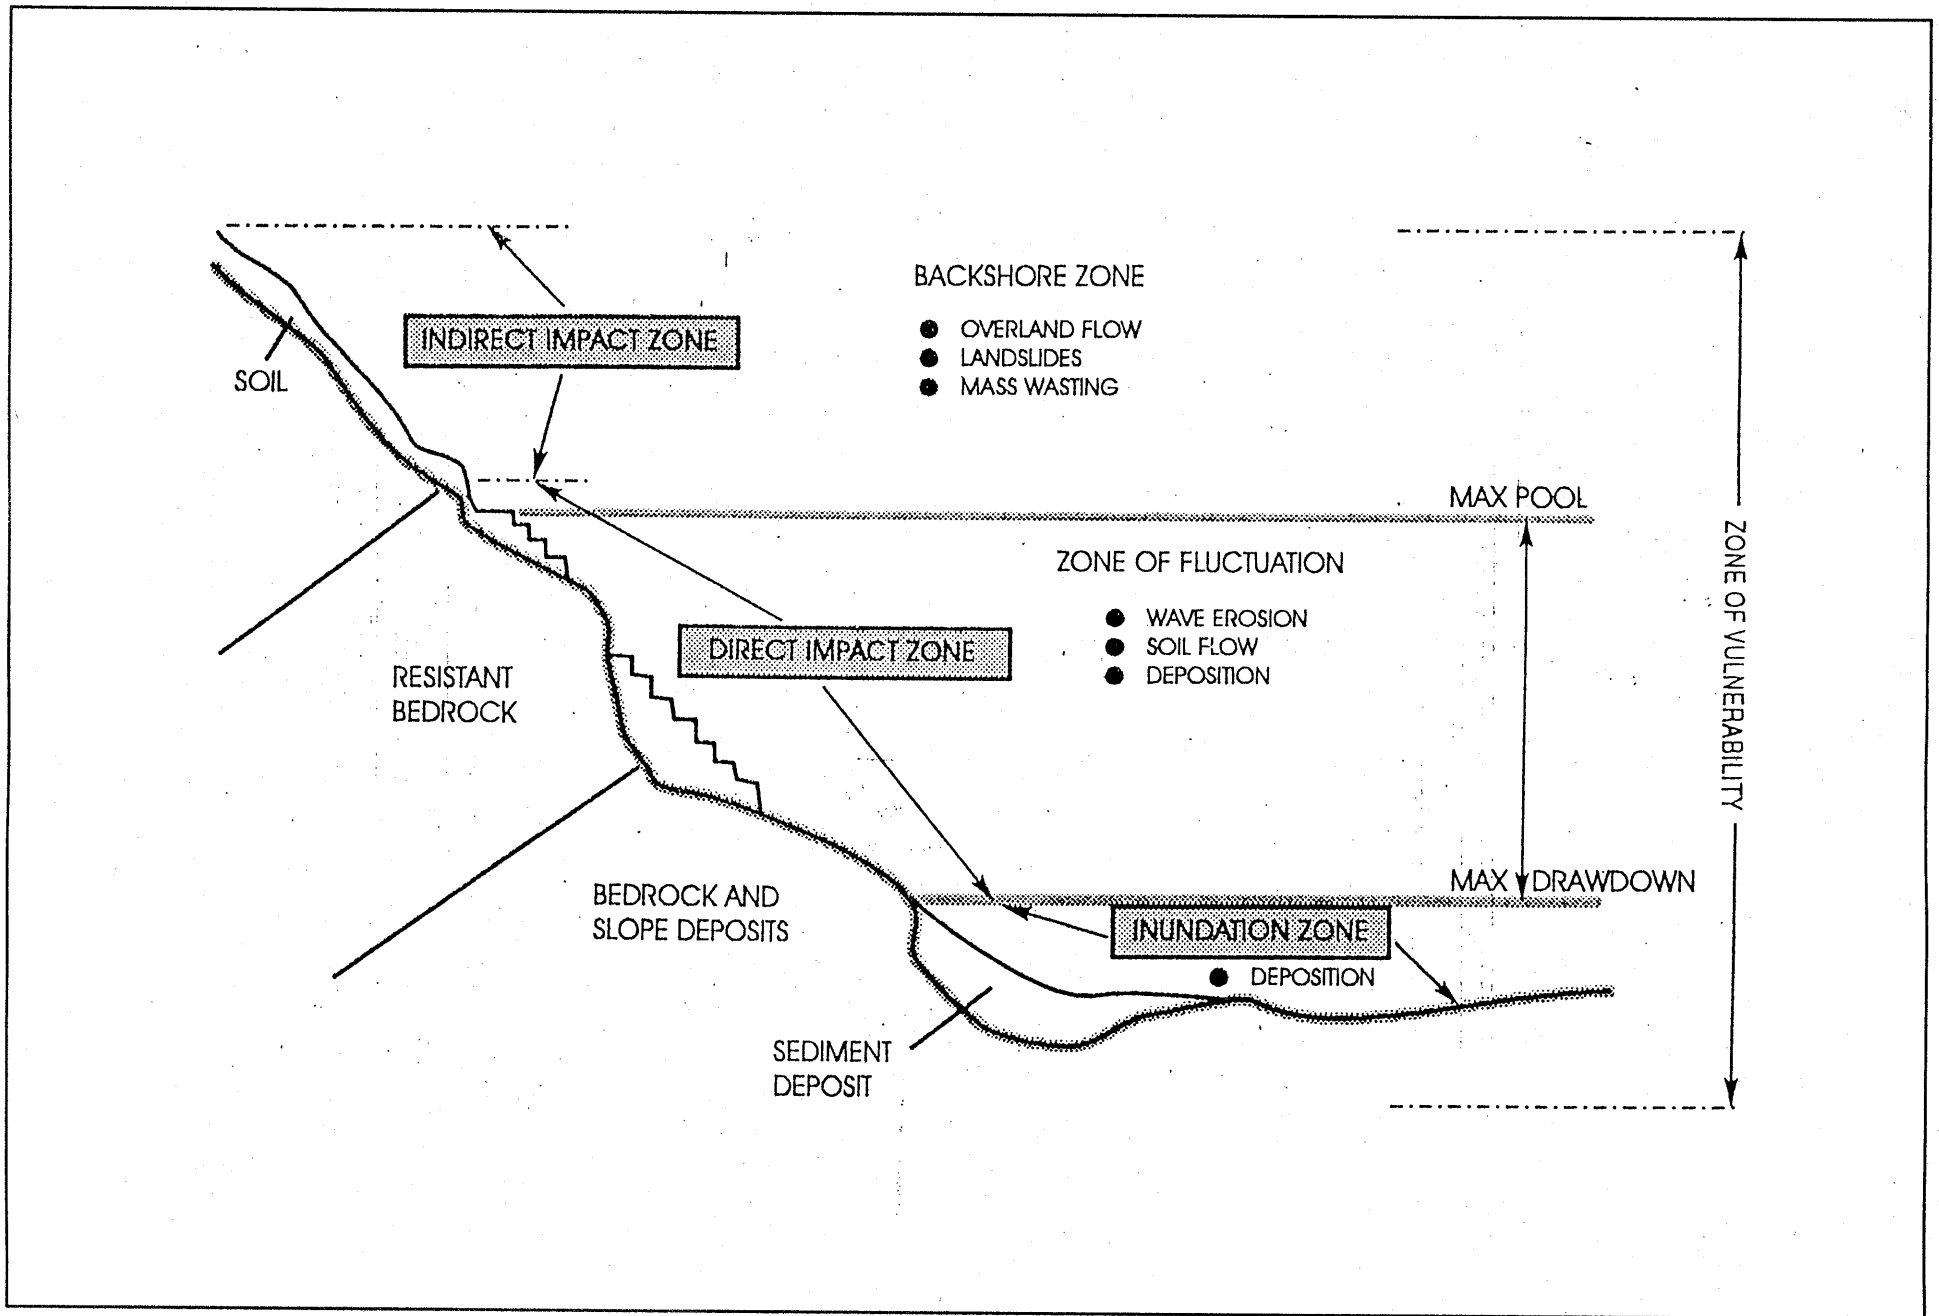 BACKSHORE ZONE
● OVERLAND FLOW
● LANDSLIDES
● MASS WASTING
INDIRECT IMPACT ZONE
SOIL
MAX POOL
ZONE OF FLUCTUATION
● WAVE EROSION
● SOIL FLOW
● DEPOSITION
DIRECT IMPACT ZONE
RESISTANT
BEDROCK
ZONE OF VULNERABILITY
MAX DRAWDOWN
BEDROCK AND
SLOPE DEPOSITS
INUNDATION ZONE
● DEPOSITION
SEDIMENT
DEPOSIT